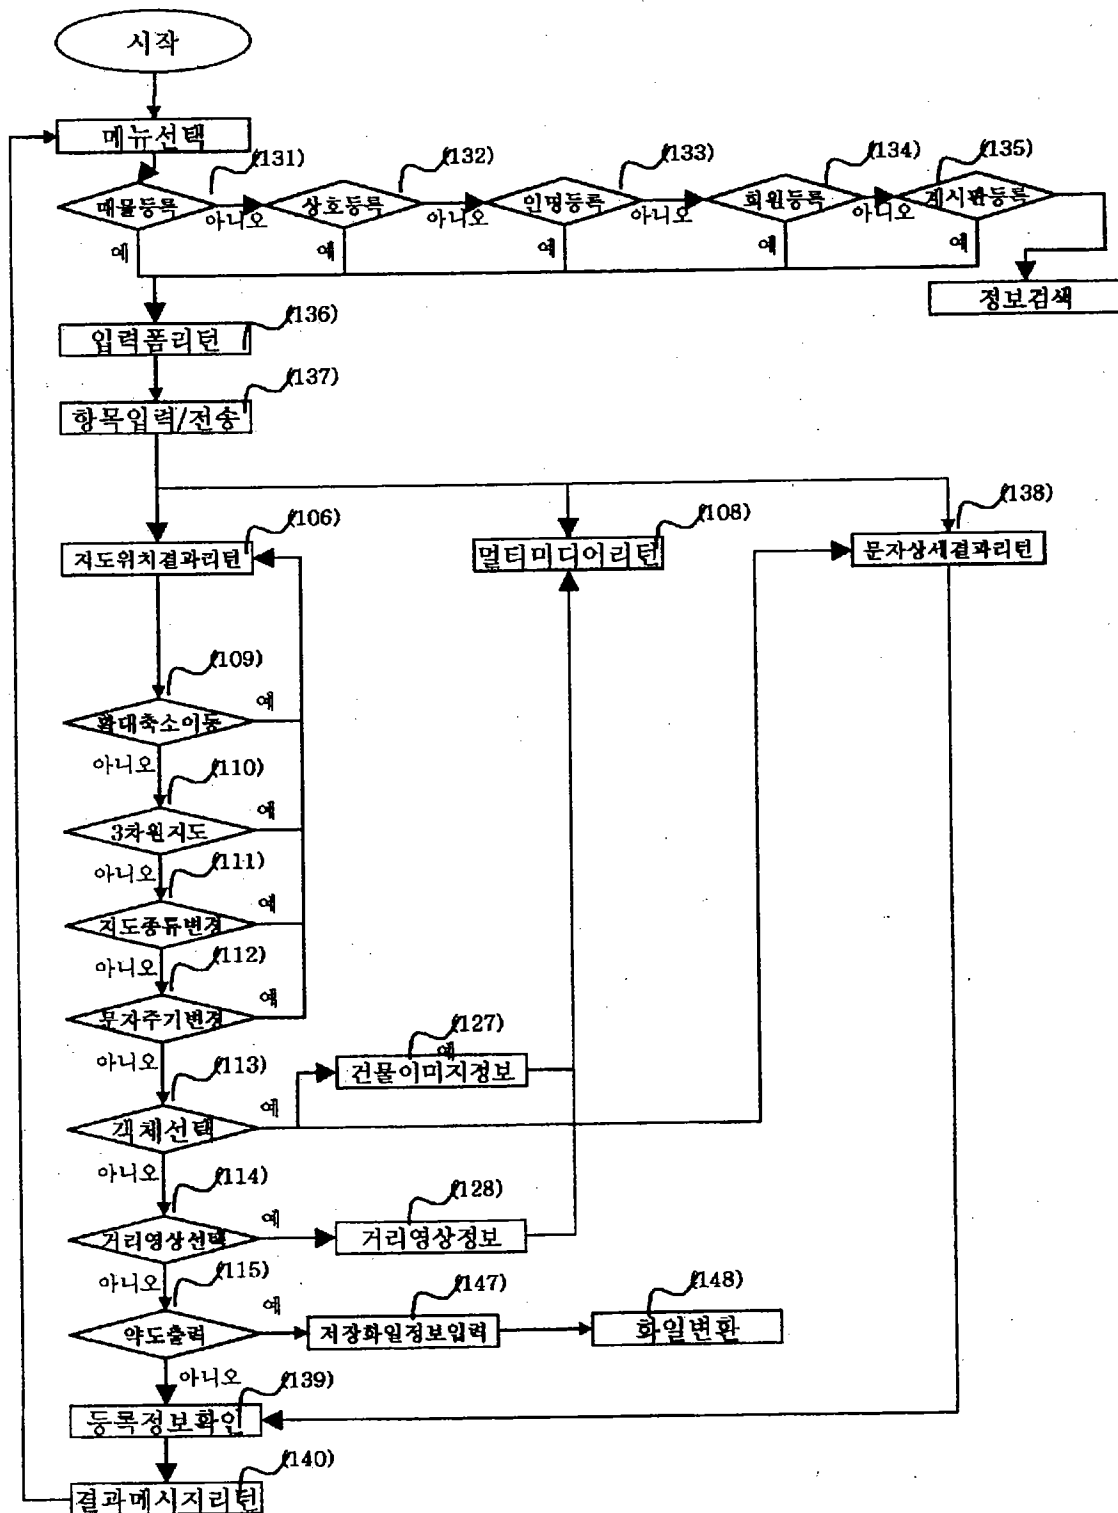 시작
메뉴선택
(131)
(132)
(133)
(134)
(135)
매물등록
아니오
상호등록
아니오
인명등록
아니오
회원등록
아니오
게시판등록
예
예
예
예
예
정보검색
(136)
입력폼리턴
(137)
항목입력/전송
(106)
(108)
(138)
지도위치결과리턴
멀티미디어리턴
문자상세결과리턴
(109)
확대축소이동
예
아니오
(110)
3차원지도
예
아니오
(111)
지도종류변경
예
아니오
(112)
문자주기변경
예
아니오
(113)
(127)
예
건물이미지정보
객체선택
예
아니오
(114)
(128)
거리영상선택
예
거리영상정보
아니오
(115)
(147)
(148)
약도출력
예
저장화일정보입력
화일변환
아니오
(139)
등록정보확인
(140)
결과메시지리턴